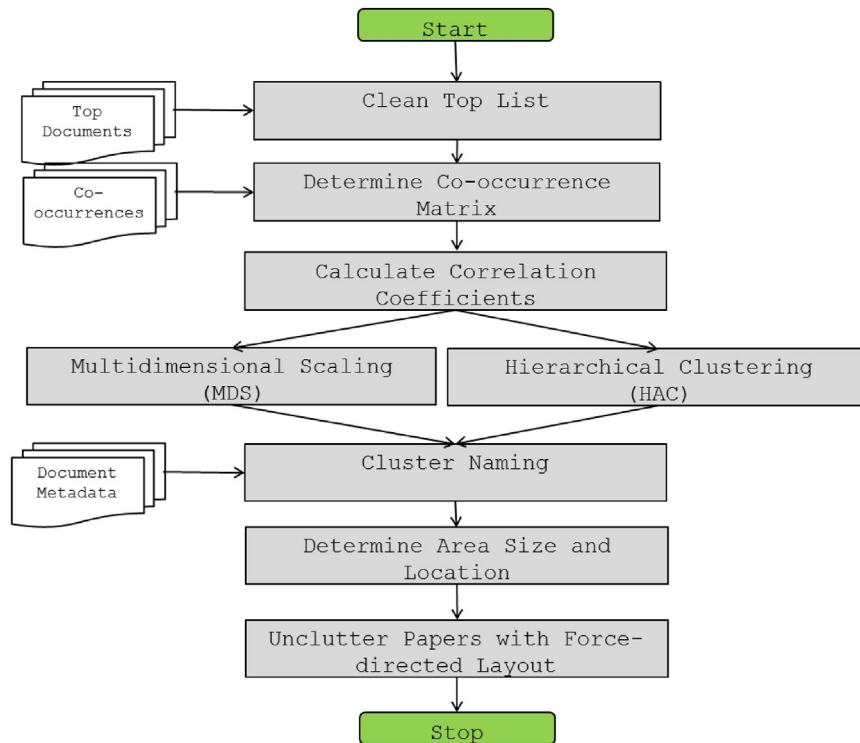 Start
Clean Top List
Top
Documents
Determine Co-occurrence
Matrix
Co-
occurrences
Calculate Correlation
Coefficients
Multidimensional Scaling
(MDS)
Hierarchical Clustering
(HAC)
Cluster Naming
Document
Metadata
Determine Area Size and
Location
Unclutter Papers with Force-
directed Layout
Stop